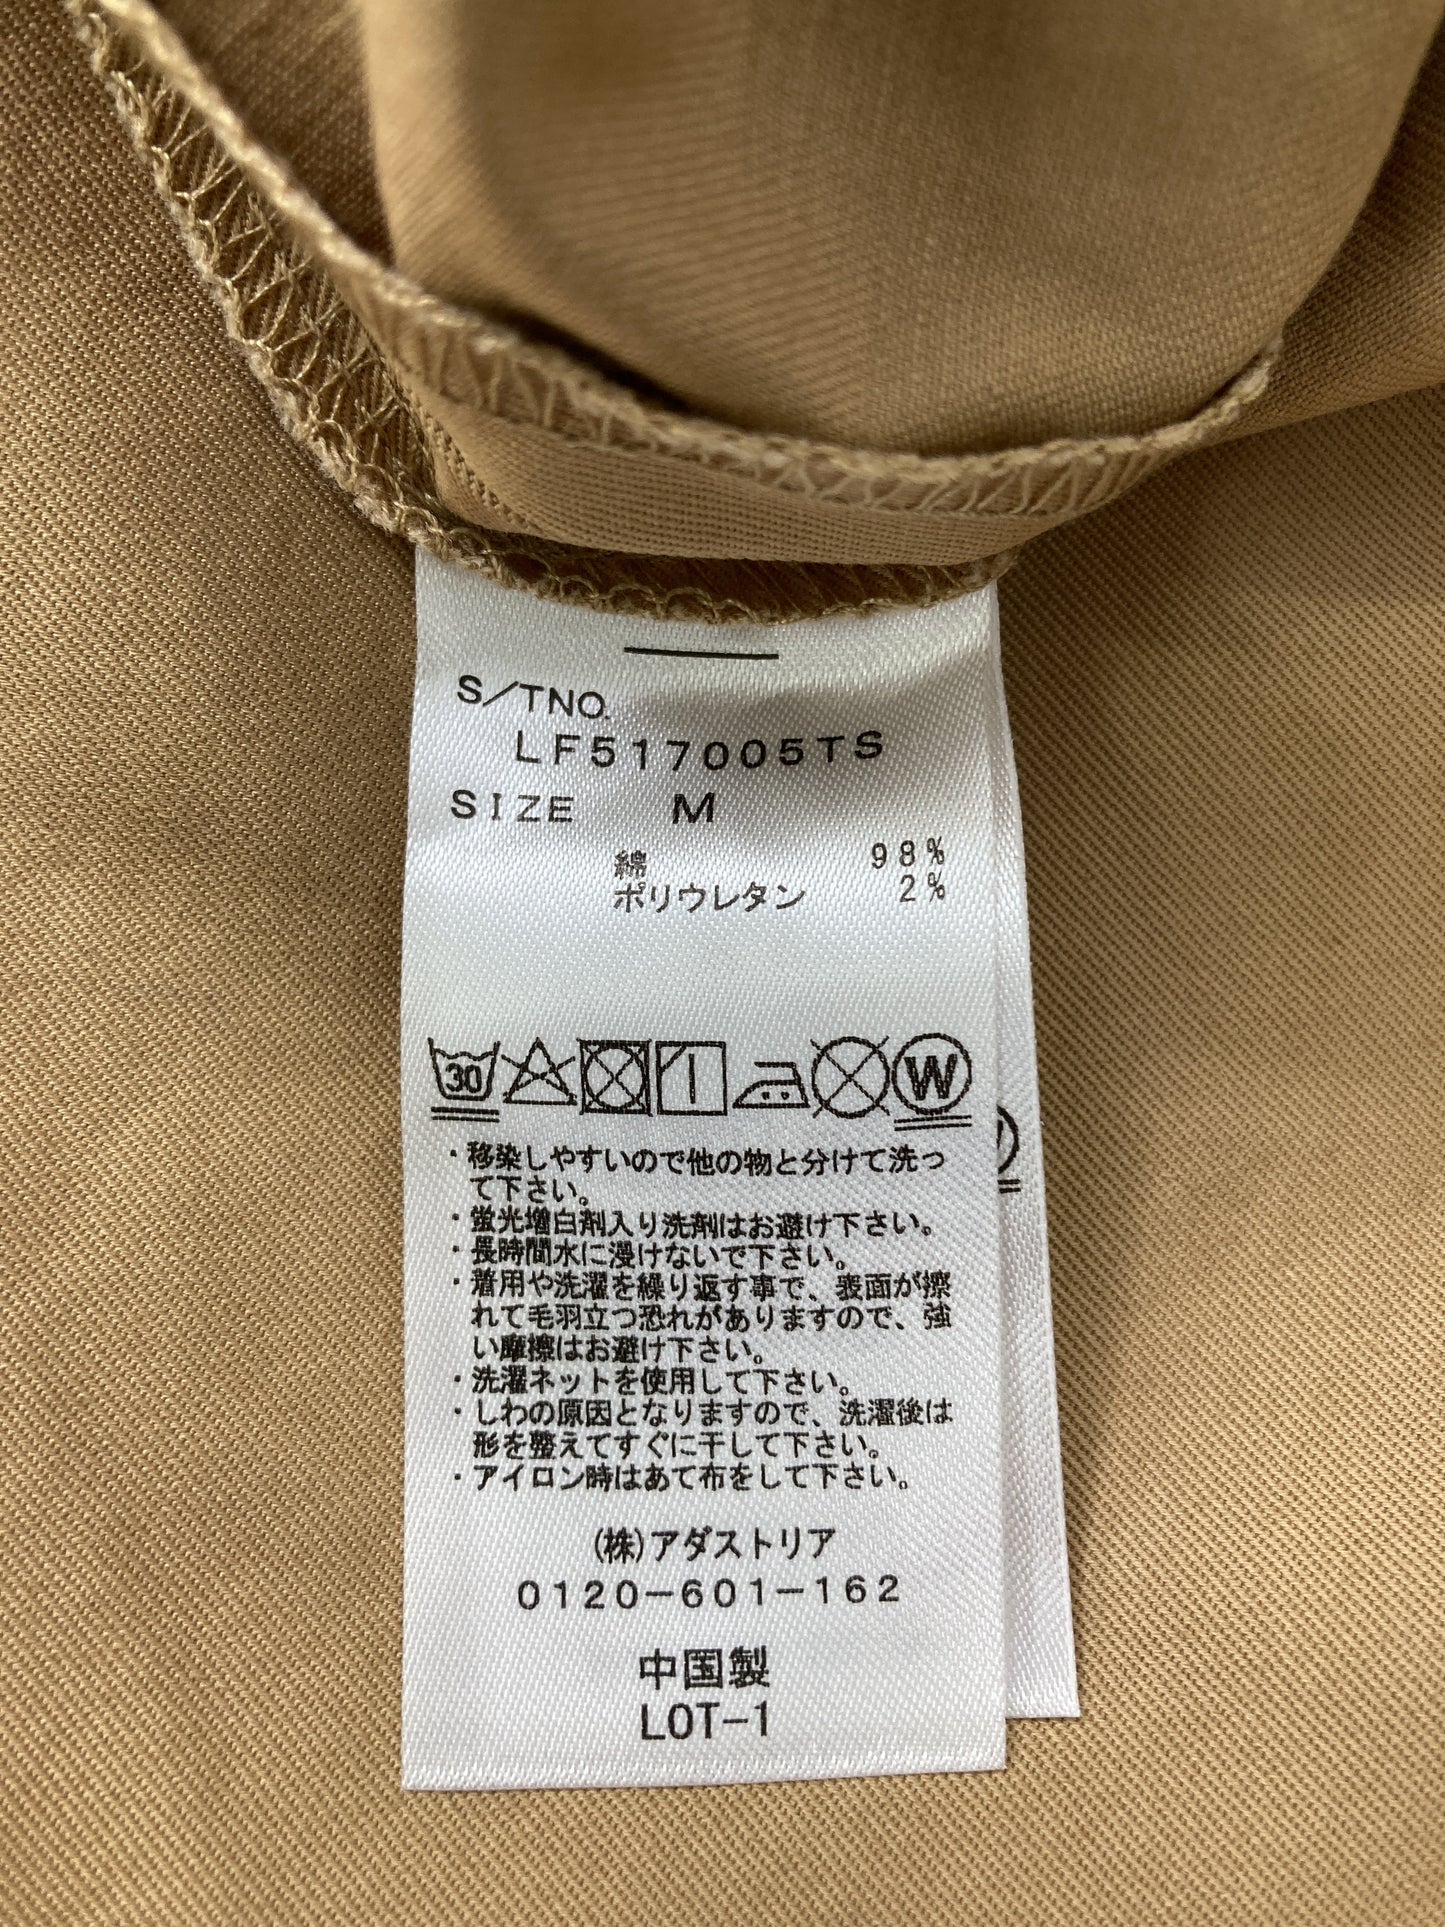 S/TNO.
LF517005TS
SIZE M
綿 98%
ポリウレタン 2%
30 W
・移染しやすいので他の物と分けて洗っ
て下さい。
・蛍光増白剤入り洗剤はお避け下さい。
・長時間水に浸けないで下さい。
・着用や洗濯を繰り返す事で、表面が擦
れて毛羽立つ恐れがありますので、強
い摩擦はお避け下さい。
・洗濯ネットを使用して下さい。
・しわの原因となりますので、洗濯後は
形を整えてすぐに干して下さい。
・アイロン時はあて布をして下さい。
(株)アダストリア
0120-601-162
中国製
LOT-1